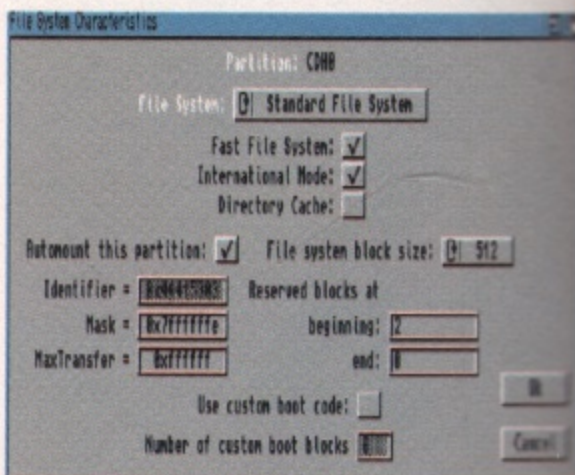 File System Characteristics
Partition: CDH0
File System: Standard File System
Fast File System: ✓
International Mode: ✓
Directory Cache:
Automount this partition: ✓ File system block size: 512
Identifier = Reserved blocks at
Mask = 0x7ffffffe beginning: 2
MaxTransfer = 0xffffff end: 0
Use custom boot code:
Number of custom boot blocks 0
Ok
Cancel